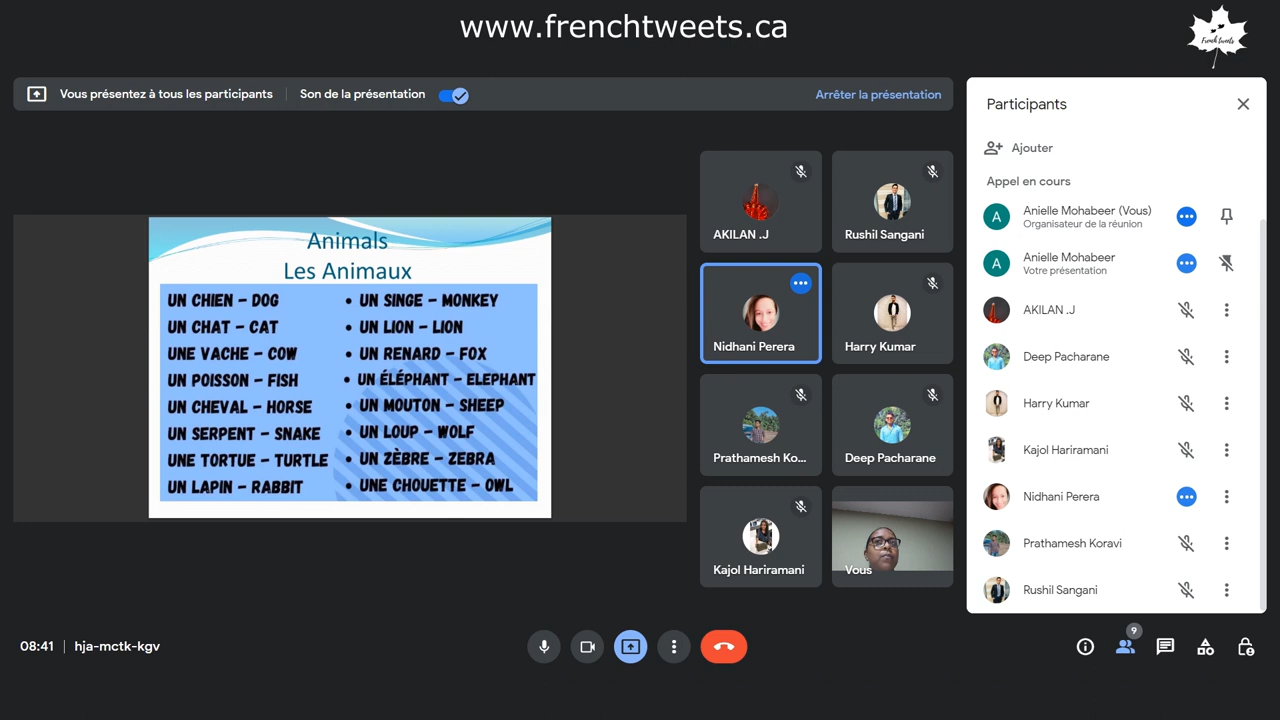 www.frenchtweets.ca
French tweets
Vous présentez à tous les participants
Son de la présentation
Arrêter la présentation
Animals
Les Animaux
UN CHIEN – DOG
UN CHAT – CAT
UNE VACHE – COW
UN POISSON – FISH
UN CHEVAL – HORSE
UN SERPENT – SNAKE
UNE TORTUE – TURTLE
UN LAPIN – RABBIT
• UN SINGE – MONKEY
• UN LION – LION
• UN RENARD – FOX
• UN ÉLÉPHANT – ELEPHANT
• UN MOUTON – SHEEP
• UN LOUP – WOLF
• UN ZÈBRE – ZEBRA
• UNE CHOUETTE – OWL
AKILAN .J
Rushil Sangani
Nidhani Perera
Harry Kumar
Prathamesh Ko...
Deep Pacharane
Kajol Hariramani
Vous
Participants
Ajouter
Appel en cours
Anielle Mohabeer (Vous)
Organisateur de la réunion
Anielle Mohabeer
Votre présentation
AKILAN .J
Deep Pacharane
Harry Kumar
Kajol Hariramani
Nidhani Perera
Prathamesh Koravi
Rushil Sangani
08:41 | hja-mctk-kgv
9